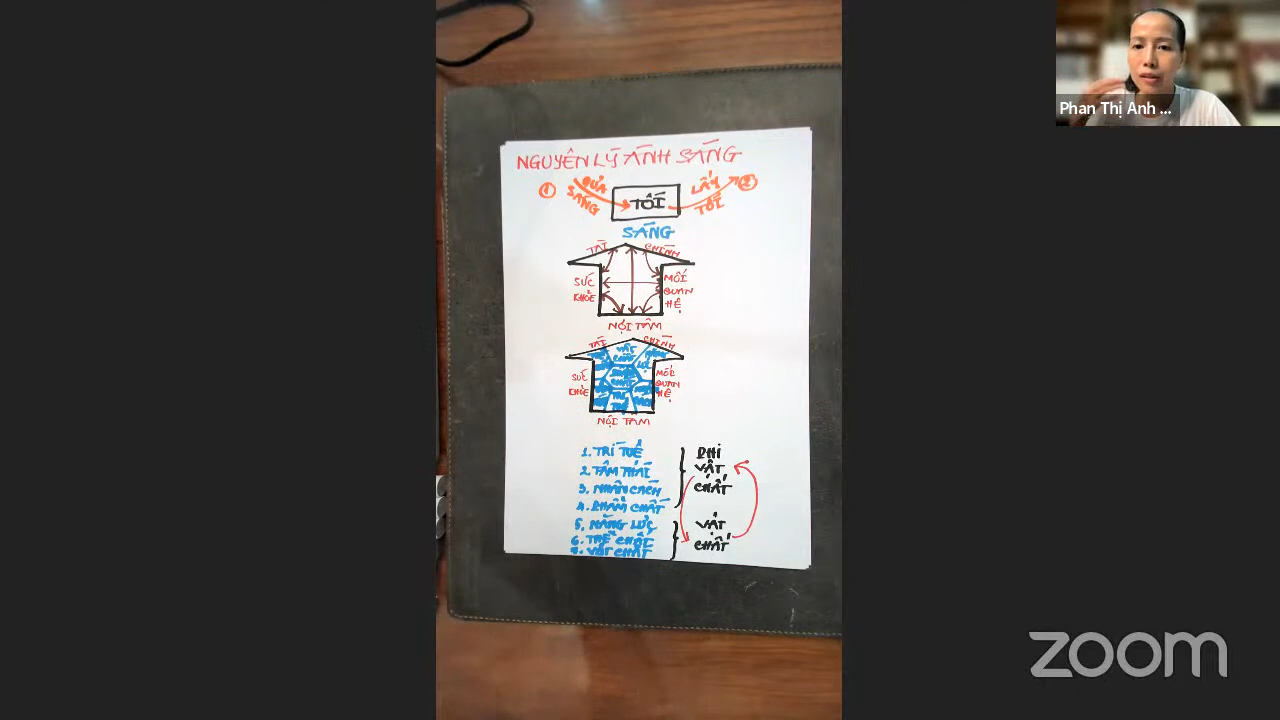 NGUYÊN LÝ ÁNH SÁNG
1 ĐƯA SÁNG TỐI LẤY TỐI 2
SÁNG
TÀI CHÍNH
SỨC KHỎE MỐI QUAN HỆ
NỘI TÂM
TÀI CHÍNH
VẬT CHẤT
SỨC KHỎE MỐI QUAN HỆ
NỘI TÂM
1. TRÍ TUỆ
2. TÂM THÁI
3. NHÂN CÁCH
4. PHẨM CHẤT
PHI VẬT CHẤT
5. NĂNG LỰC
6. THỂ CHẤT
7. VẬT CHẤT
VẬT CHẤT
Phan Thị Anh ...
zoom